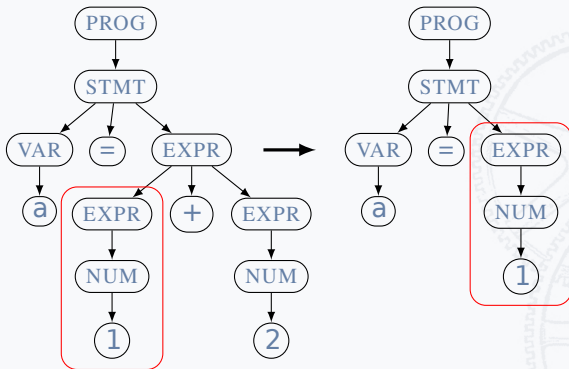 PROG PROG
STMT STMT
VAR = EXPR VAR = EXPR
a EXPR + EXPR a NUM
NUM NUM 1
1 2